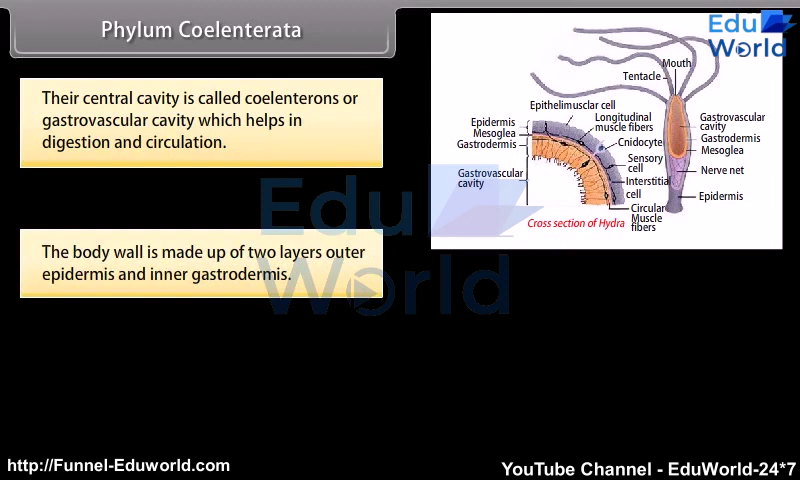 Phylum Coelenterata
Their central cavity is called coelenterons or
gastrovascular cavity which helps in
digestion and circulation.
The body wall is made up of two layers outer
epidermis and inner gastrodermis.
Edu
World
Mouth
Tentacle
Epithelimusclar cell
Longitudinal
muscle fibers
Epidermis
Mesoglea
Gastrodermis
Cnidocyte
Sensory
cell
Gastrovascular
cavity
Interstitial
cell
Circular
Muscle
fibers
Gastrovascular
cavity
Gastrodermis
Mesoglea
Nerve net
Epidermis
Cross section of Hydra
Edu
World
http://Funnel-Eduworld.com
YouTube Channel - EduWorld-24*7